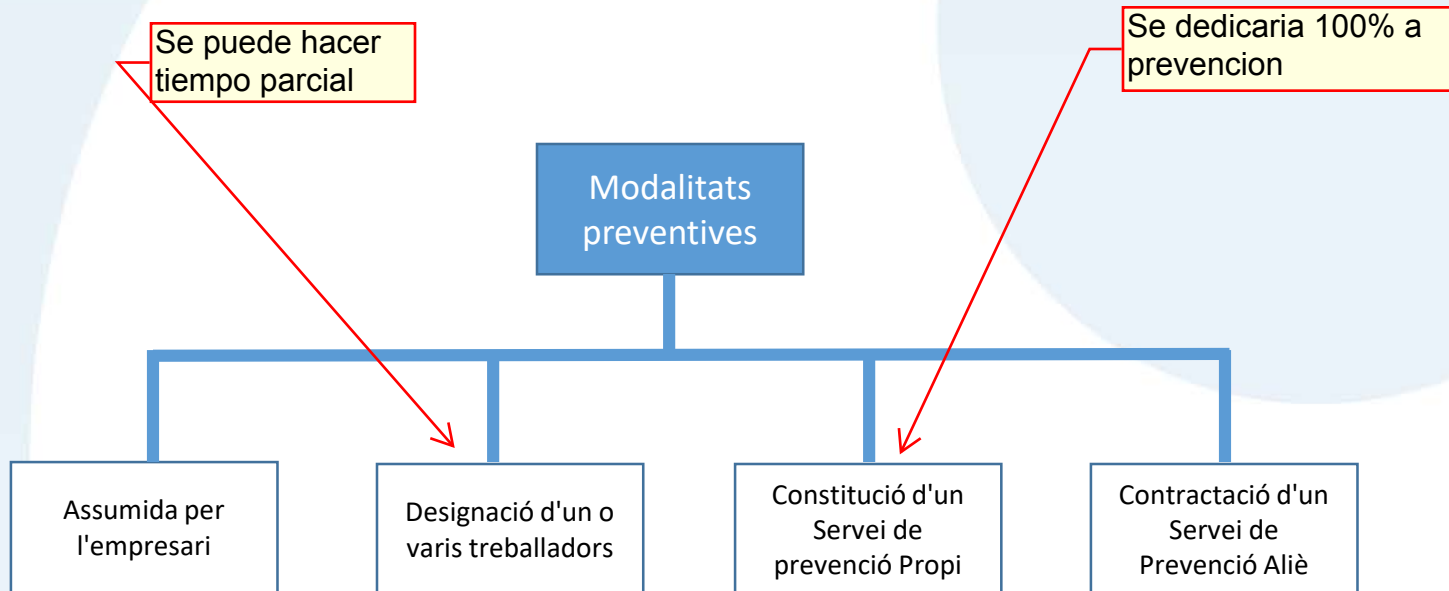 Se puede hacer
tiempo parcial
Se dedicaria 100% a
prevencion
Modalitats
preventives
Assumida per
l'empresari
Designació d'un o
varis treballadors
Constitució d'un
Servei de
prevenció Propi
Contractació d'un
Servei de
Prevenció Aliè